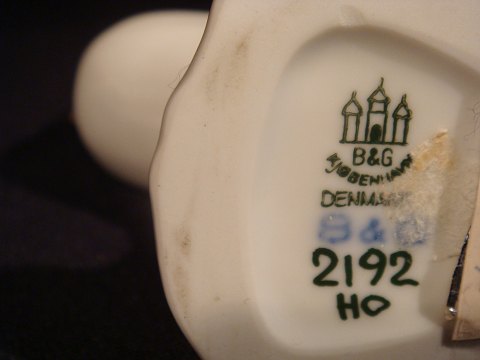 B&G
KJØBENHAVN
DENMARK
B&G
2192
HO